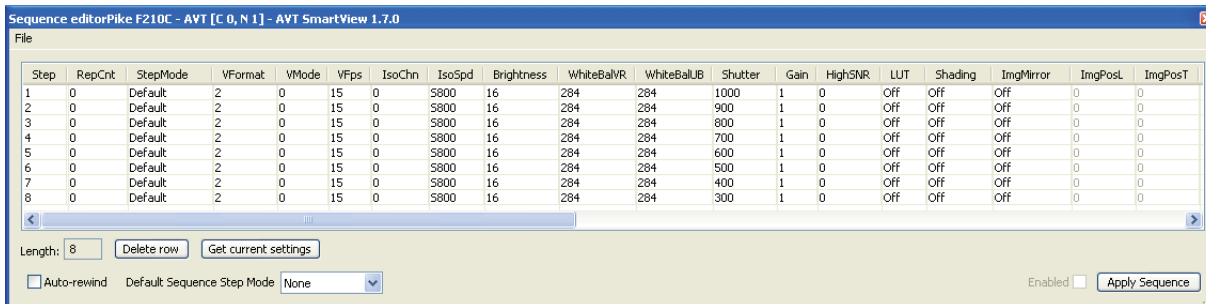 Sequence editorPike F210C - AVT [C 0, N 1] - AVT SmartView 1.7.0
File
Step RepCnt StepMode VFormat VMode VFps IsoChn IsoSpd Brightness WhiteBalVR WhiteBalUB Shutter Gain HighSNR LUT Shading ImgMirror ImgPosL ImgPosT
1 0 Default 2 0 15 0 S800 16 284 284 1000 1 0 Off Off Off 0 0
2 0 Default 2 0 15 0 S800 16 284 284 900 1 0 Off Off Off 0 0
3 0 Default 2 0 15 0 S800 16 284 284 800 1 0 Off Off Off 0 0
4 0 Default 2 0 15 0 S800 16 284 284 700 1 0 Off Off Off 0 0
5 0 Default 2 0 15 0 S800 16 284 284 600 1 0 Off Off Off 0 0
6 0 Default 2 0 15 0 S800 16 284 284 500 1 0 Off Off Off 0 0
7 0 Default 2 0 15 0 S800 16 284 284 400 1 0 Off Off Off 0 0
8 0 Default 2 0 15 0 S800 16 284 284 300 1 0 Off Off Off 0 0
Length: 8 Delete row Get current settings
Auto-rewind Default Sequence Step Mode None Enabled Apply Sequence